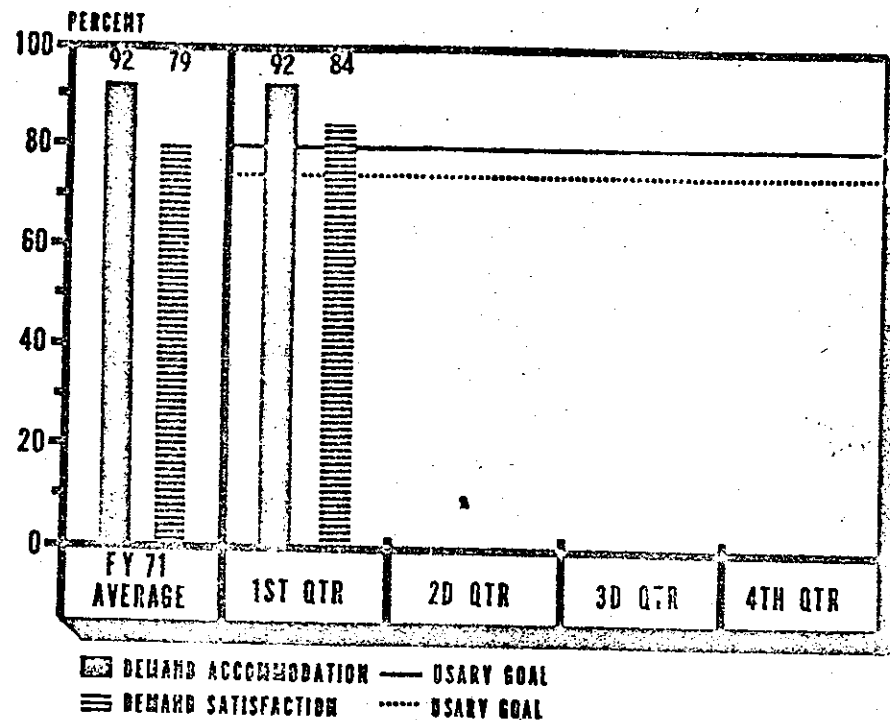 PERCENT
100
92 79 92 84
80
60
40
20
0
FY 71
AVERAGE
1ST QTR
2D QTR
3D QTR
4TH QTR
DEMAND ACCOMMODATION
USARV GOAL
DEMAND SATISFACTION
USARV GOAL